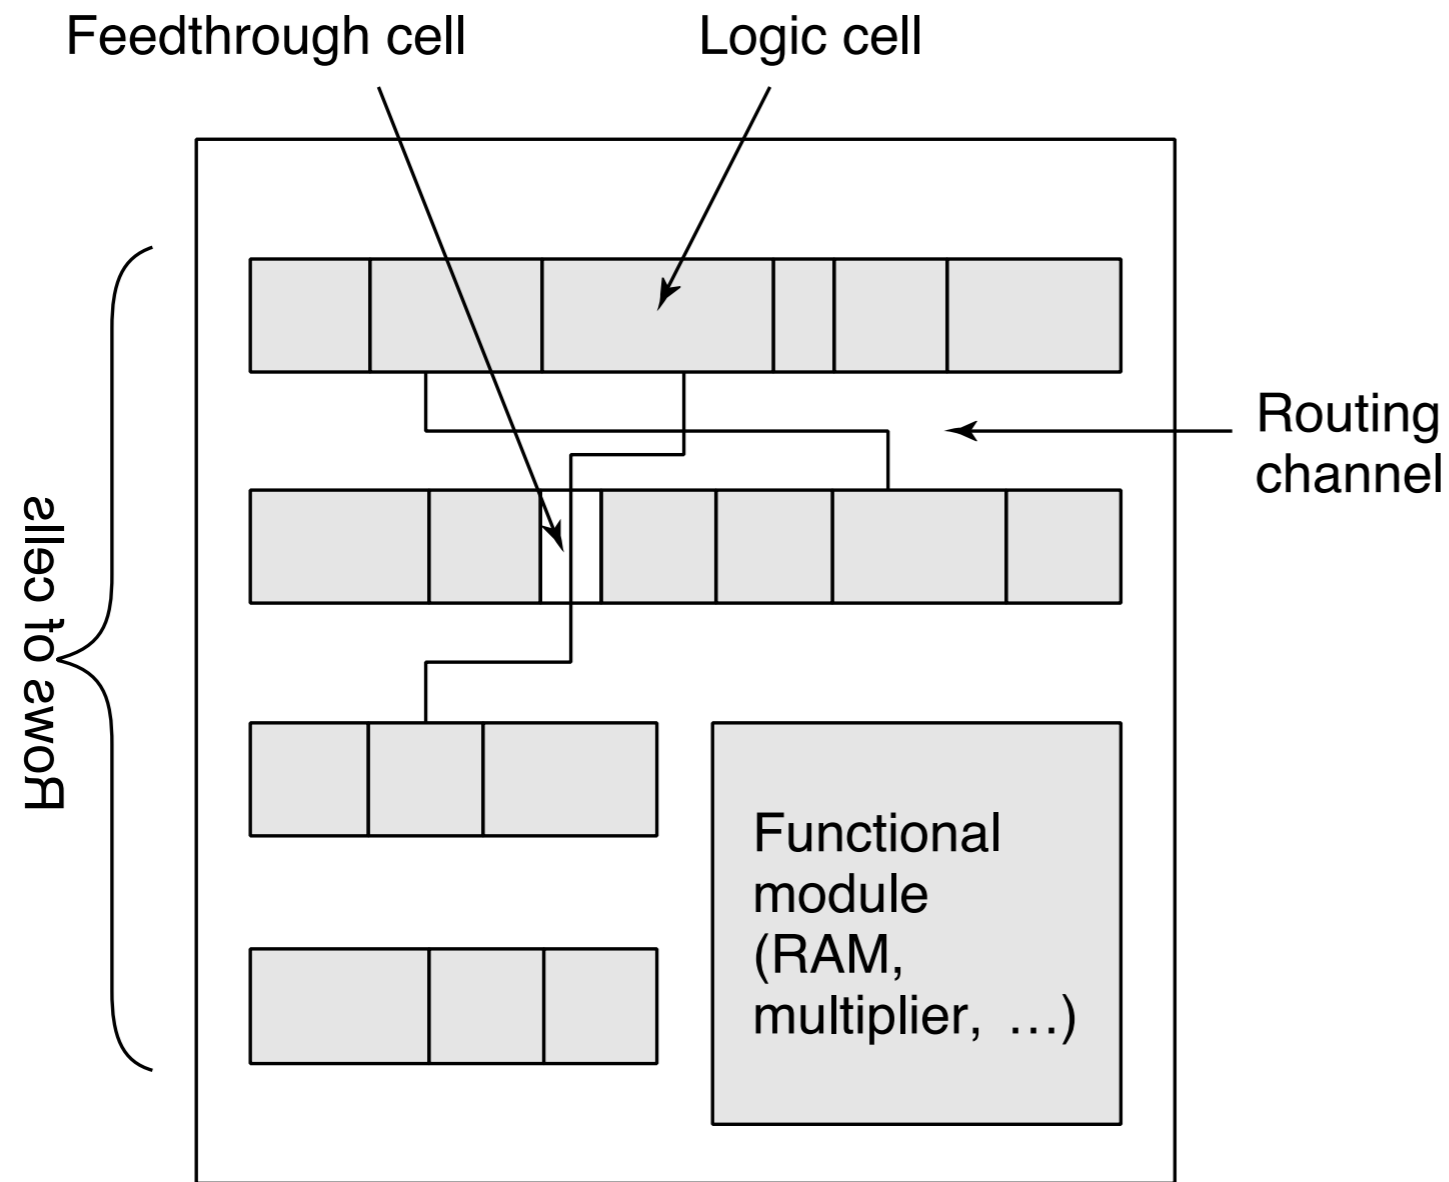 Feedthrough cell
Logic cell
Routing
channel
Rows of cells
Functional
module
(RAM,
multiplier, …)